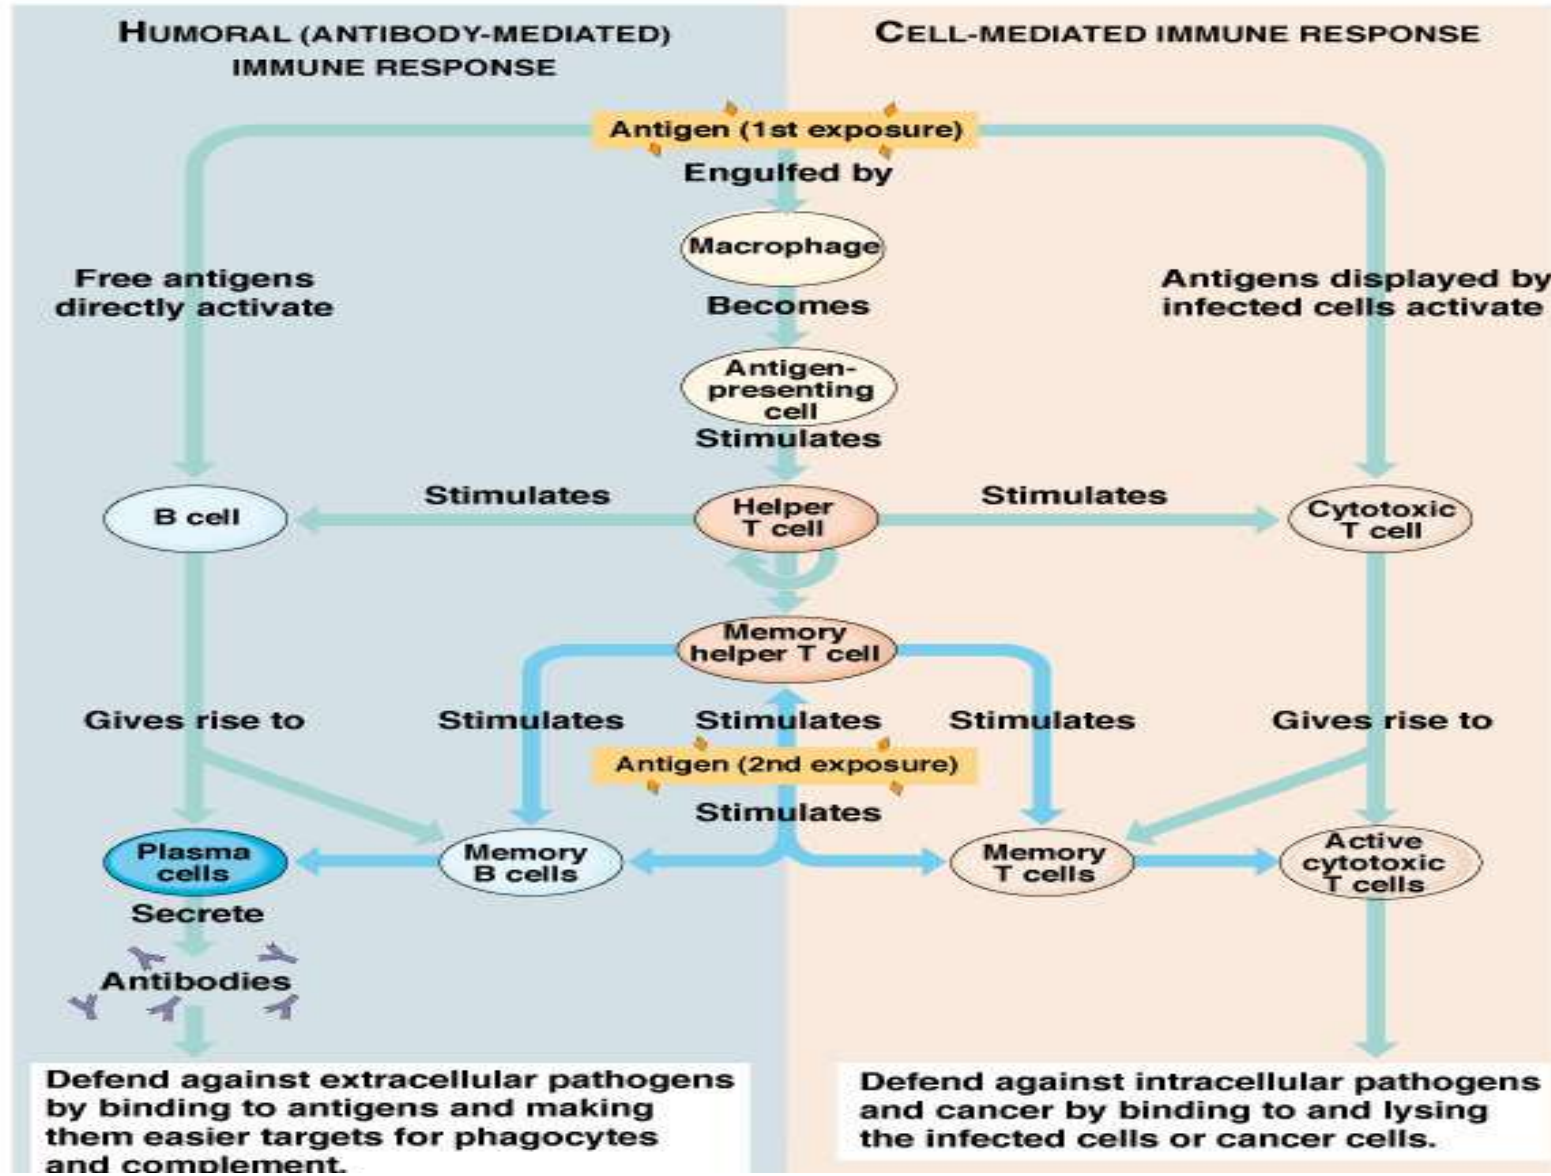 HUMORAL (ANTIBODY-MEDIATED)
IMMUNE RESPONSE
CELL-MEDIATED IMMUNE RESPONSE
Antigen (1st exposure)
Engulfed by
Macrophage
Free antigens
directly activate
Antigens displayed by
infected cells activate
Becomes
Antigen-
presenting
cell
Stimulates
B cell
Stimulates
Helper
T cell
Stimulates
Cytotoxic
T cell
Memory
helper T cell
Gives rise to
Stimulates
Stimulates
Stimulates
Gives rise to
Antigen (2nd exposure)
Stimulates
Plasma
cells
Memory
B cells
Memory
T cells
Active
cytotoxic
T cells
Secrete
Antibodies
Defend against extracellular pathogens
by binding to antigens and making
them easier targets for phagocytes
and complement.
Defend against intracellular pathogens
and cancer by binding to and lysing
the infected cells or cancer cells.